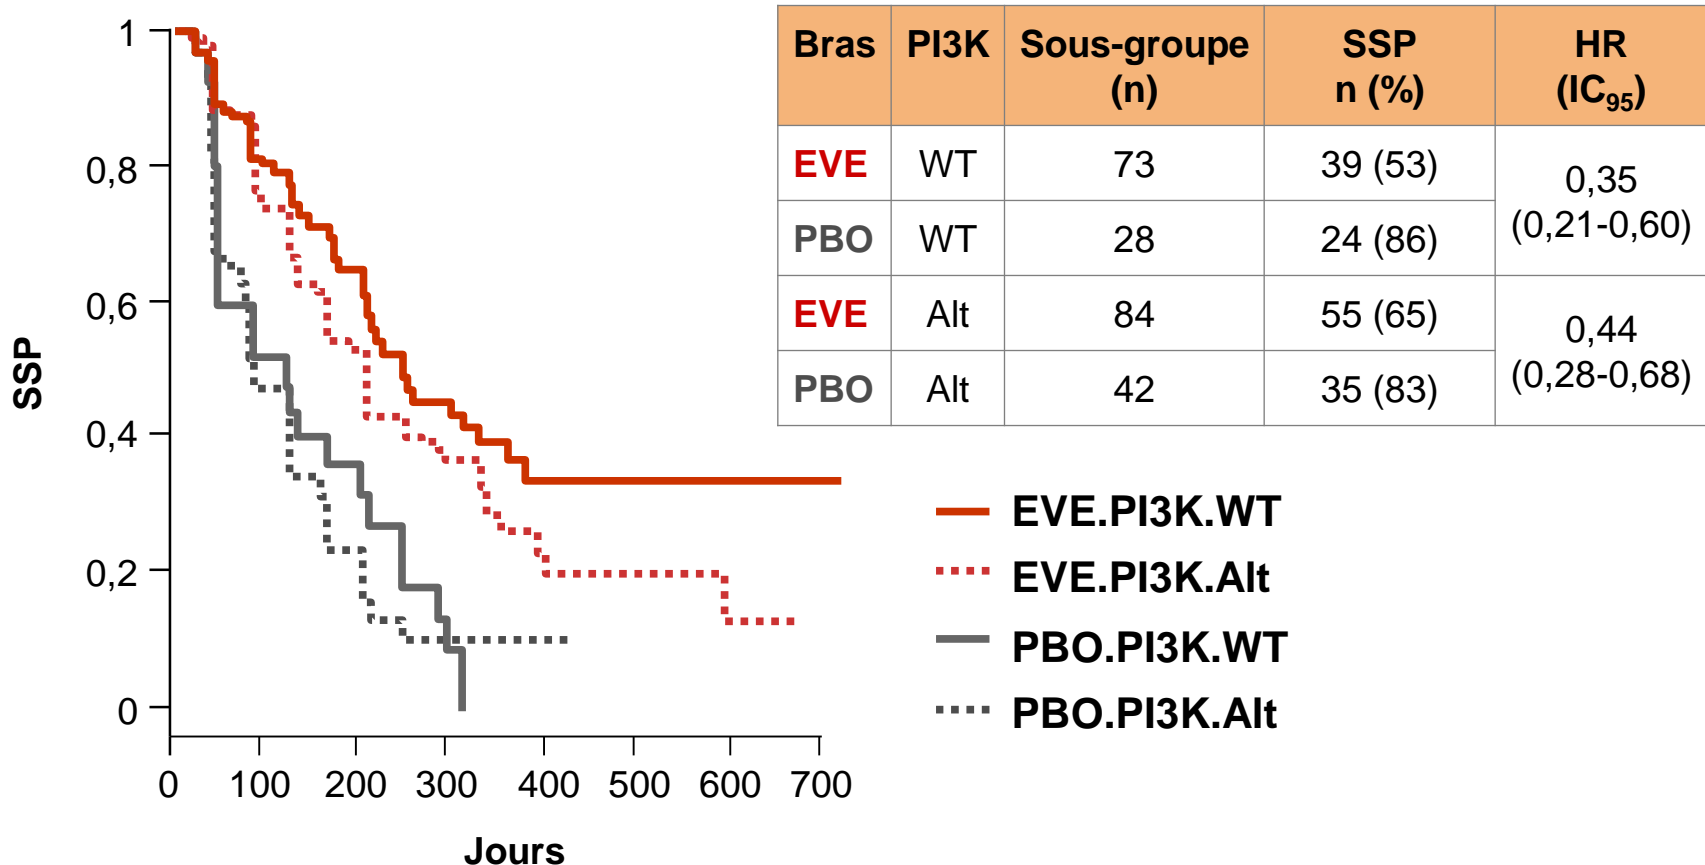 Bras PI3K Sous-groupe (n) SSP n (%) HR (IC95)
EVE WT 73 39 (53) 0,35 (0,21-0,60)
PBO WT 28 24 (86)
EVE Alt 84 55 (65) 0,44 (0,28-0,68)
PBO Alt 42 35 (83)
SSP
1
0,8
0,6
0,4
0,2
0
0 100 200 300 400 500 600 700
Jours
EVE.PI3K.WT
EVE.PI3K.Alt
PBO.PI3K.WT
PBO.PI3K.Alt